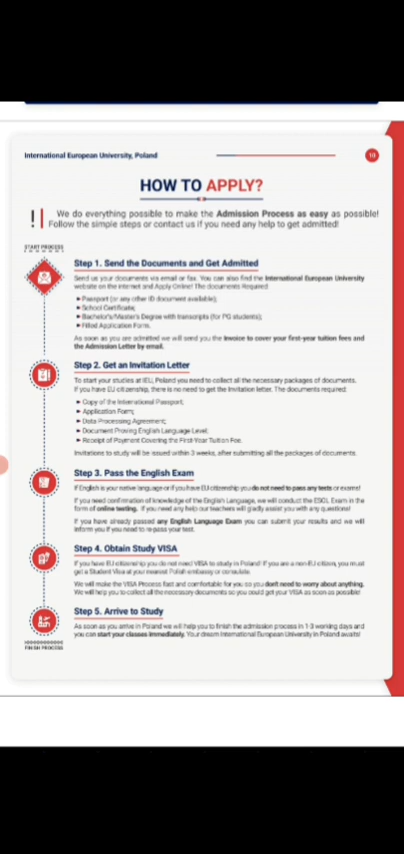 International European University, Poland
10
HOW TO APPLY?
We do everything possible to make the Admission Process as easy as possible!
Follow the simple steps or contact us if you need any help to get admitted!
START PROCESS
Step 1. Send the Documents and Get Admitted
Send us your documents via email or fax. You can also find the International European University
website on the internet and Apply Online! The documents Required:
Passport (or any other ID document available);
School Certificate;
Bachelor's/Master's Degree with transcripts (for PG students);
Filled Application Form.
As soon as you are admitted we will send you the Invoice to cover your first-year tuition fees and
the Admission Letter by email.
Step 2. Get an Invitation Letter
To start your studies at IEU, Poland you need to collect all the necessary packages of documents.
If you have EU citizenship, there is no need to get the Invitation letter. The documents required:
Copy of the International Passport;
Application Form;
Data Processing Agreement;
Document Proving English Language Level;
Receipt of Payment Covering the First-Year Tuition Fee.
Invitations to study will be issued within 3 weeks, after submitting all the packages of documents.
Step 3. Pass the English Exam
If English is your native language or if you have EU citizenship you do not need to pass any tests or exams!
If you need confirmation of knowledge of the English Language, we will conduct the ESOL Exam in the
form of online testing. If you need any help our teachers will gladly assist you with any questions!
If you have already passed any English Language Exam you can submit your results and we will
inform you if you need to re-pass your test.
Step 4. Obtain Study VISA
If you have EU citizenship you do not need VISA to study in Poland! If you are a non-EU citizen, you must
get a Student Visa at your nearest Polish embassy or consulate.
We will make the VISA Process fast and comfortable for you so you don't need to worry about anything.
We will help you to collect all the necessary documents so you could get your VISA as soon as possible!
Step 5. Arrive to Study
As soon as you arrive in Poland we will help you to finish the admission process in 1-3 working days and
you can start your classes immediately. Your dream International European University in Poland awaits!
FINISH PROCESS